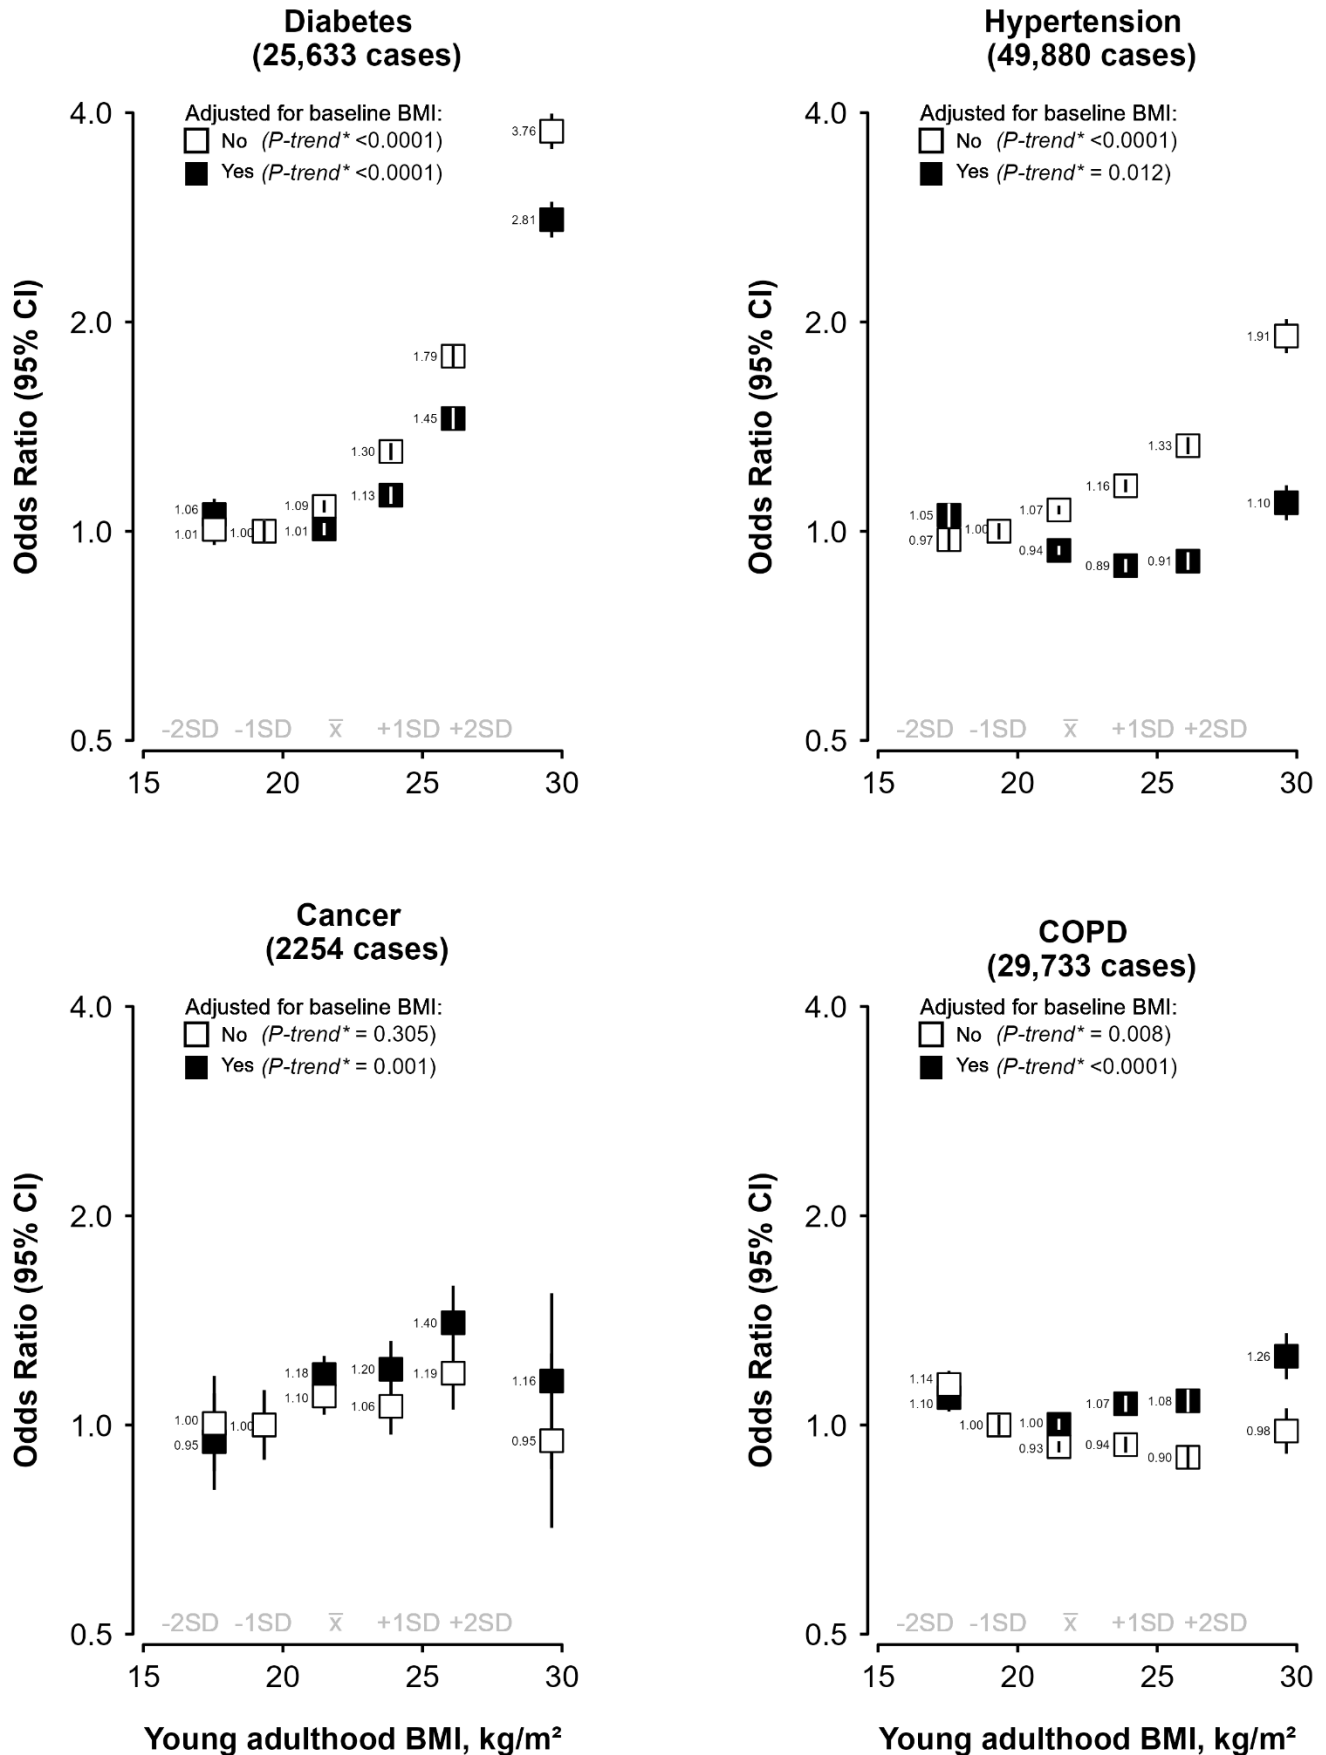 Diabetes
(25,633 cases)
Adjusted for baseline BMI:
No (P-trend* <0.0001)
Yes (P-trend* <0.0001)
Odds Ratio (95% CI)
4.0
2.0
1.0
0.5
3.76
2.81
1.79
1.45
1.30
1.13
1.09
1.01
1.00
1.06
1.01
-2SD -1SD x̅ +1SD +2SD
15 20 25 30
Hypertension
(49,880 cases)
Adjusted for baseline BMI:
No (P-trend* <0.0001)
Yes (P-trend* = 0.012)
Odds Ratio (95% CI)
4.0
2.0
1.0
0.5
1.91
1.10
1.33
0.91
1.16
0.89
1.07
0.94
1.00
1.05
0.97
-2SD -1SD x̅ +1SD +2SD
15 20 25 30
Cancer
(2254 cases)
Adjusted for baseline BMI:
No (P-trend* = 0.305)
Yes (P-trend* = 0.001)
Odds Ratio (95% CI)
4.0
2.0
1.0
0.5
1.40
1.19
1.16
0.95
1.20
1.06
1.18
1.10
1.00
1.00
0.95
-2SD -1SD x̅ +1SD +2SD
15 20 25 30
Young adulthood BMI, kg/m²
COPD
(29,733 cases)
Adjusted for baseline BMI:
No (P-trend* = 0.008)
Yes (P-trend* <0.0001)
Odds Ratio (95% CI)
4.0
2.0
1.0
0.5
1.26
0.98
1.08
0.90
1.07
0.94
1.00
0.93
1.00
1.14
1.10
-2SD -1SD x̅ +1SD +2SD
15 20 25 30
Young adulthood BMI, kg/m²